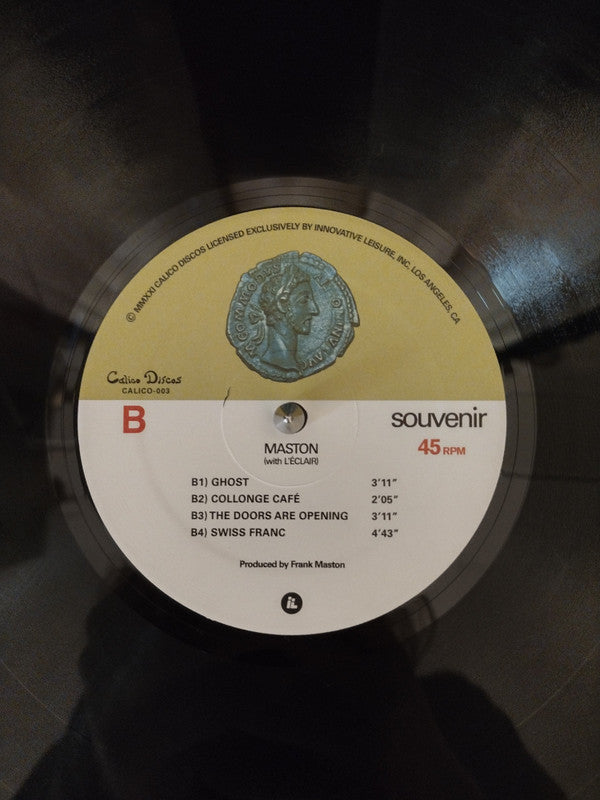 © MMXXI CALICO DISCOS LICENSED EXCLUSIVELY BY INNOVATIVE LEISURE, INC. LOS ANGELES, CA
Calico Discos
CALICO-003
B
souvenir
45 RPM
MASTON
(with L'ÉCLAIR)
B1) GHOST 3'11"
B2) COLLONGE CAFÉ 2'05"
B3) THE DOORS ARE OPENING 3'11"
B4) SWISS FRANC 4'43"
Produced by Frank Maston
iL